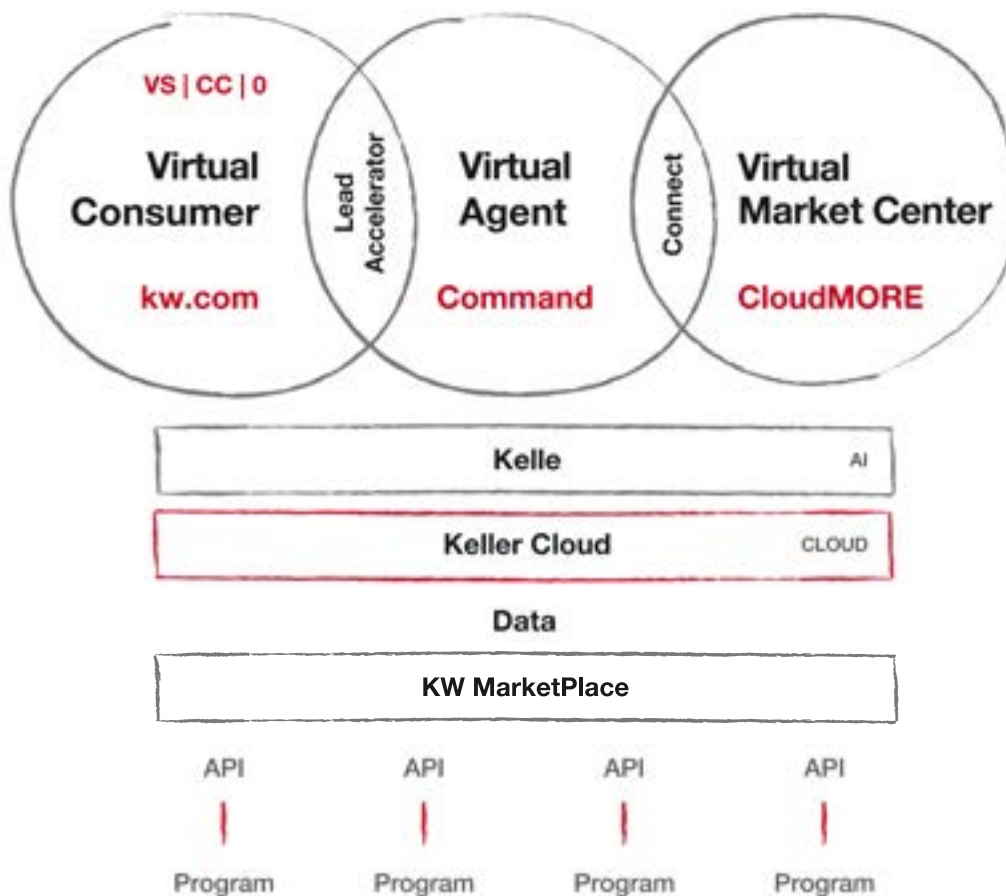 VS | CC | 0
Virtual
Consumer
kw.com
Lead
Accelerator
Virtual
Agent
Command
Connect
Virtual
Market Center
CloudMORE
Kelle
AI
Keller Cloud
CLOUD
Data
KW MarketPlace
API API API API
Program Program Program Program